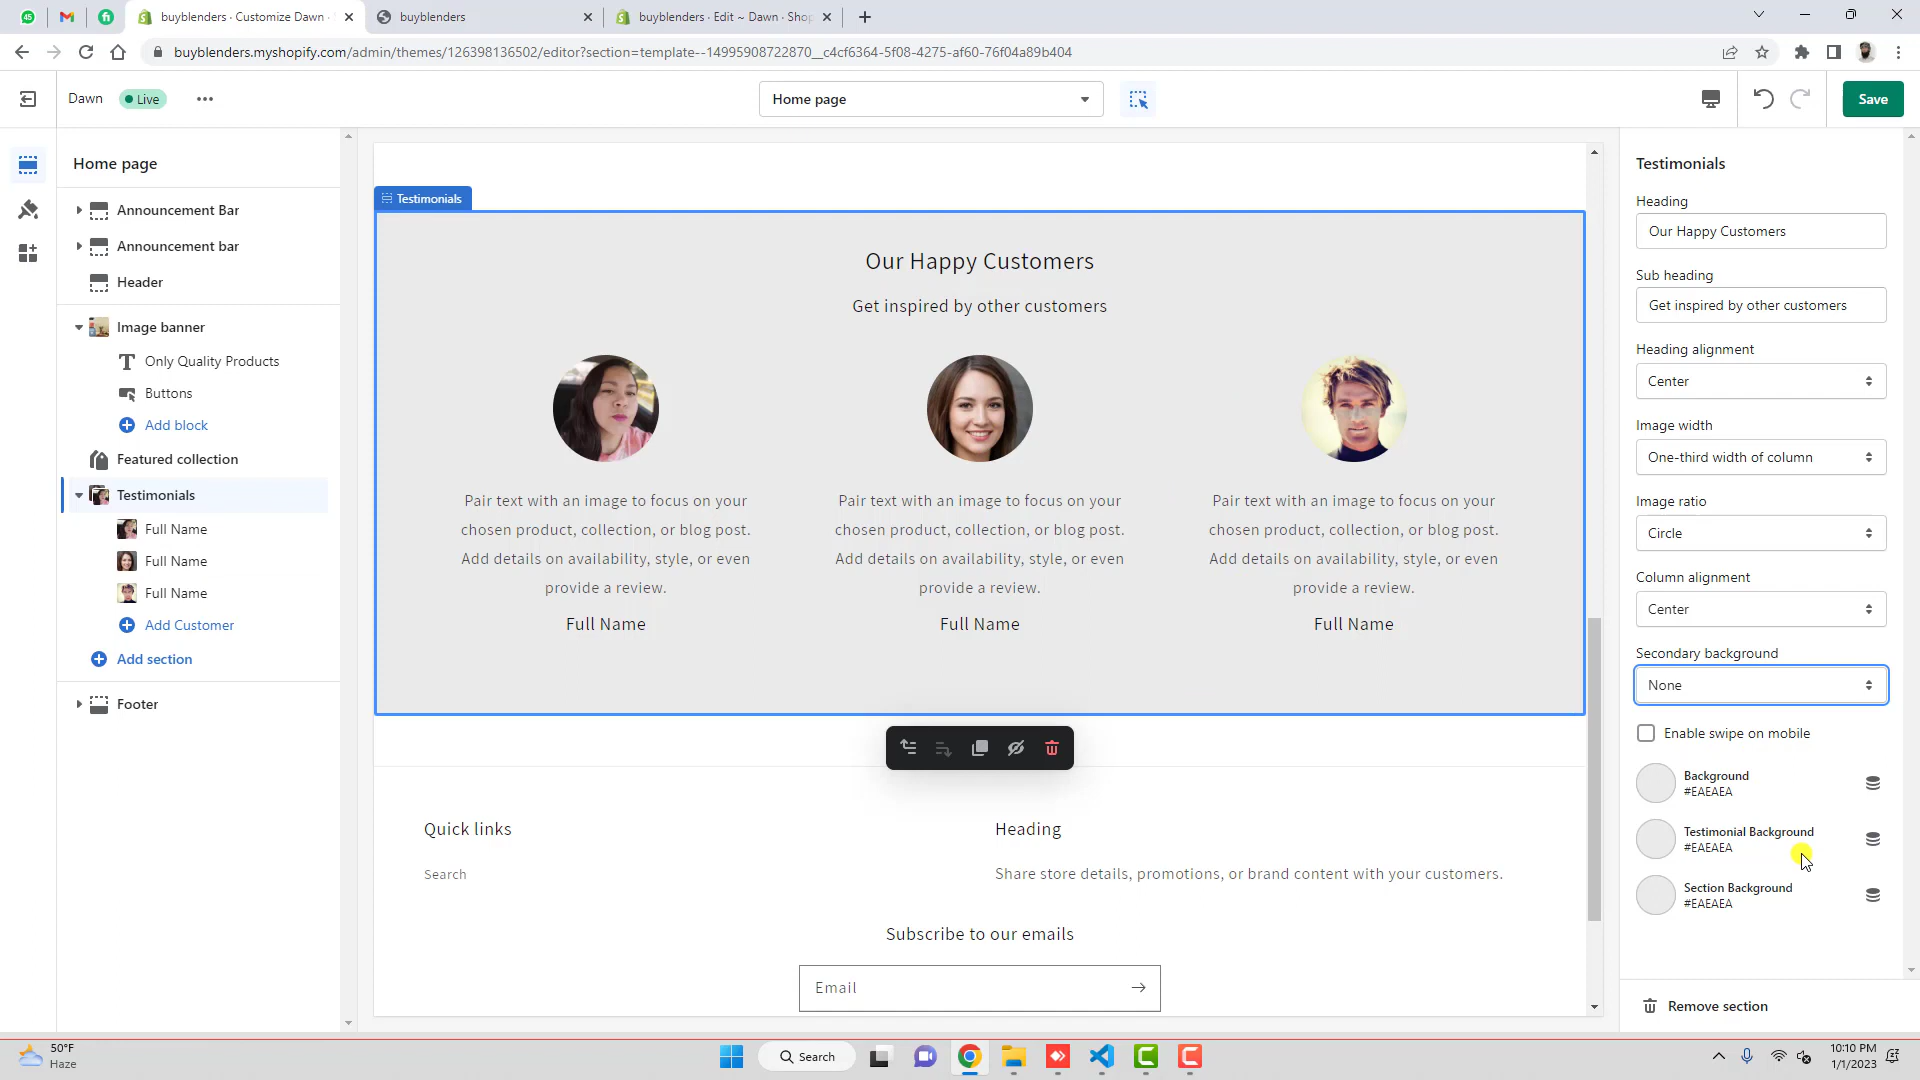 buyblenders · Customize Dawn ·
buyblenders
buyblenders · Edit ~ Dawn · Shop
buyblenders.myshopify.com/admin/themes/126398136502/editor?section=template--14995908722870__c4cf6364-5f08-4275-af60-76f04a89b404
Dawn
Live
Home page
Save
Home page
Announcement Bar
Announcement bar
Header
Image banner
Only Quality Products
Buttons
Add block
Featured collection
Testimonials
Full Name
Full Name
Full Name
Add Customer
Add section
Footer
Testimonials
Our Happy Customers
Get inspired by other customers
Pair text with an image to focus on your
chosen product, collection, or blog post.
Add details on availability, style, or even
provide a review.
Full Name
Pair text with an image to focus on your
chosen product, collection, or blog post.
Add details on availability, style, or even
provide a review.
Full Name
Pair text with an image to focus on your
chosen product, collection, or blog post.
Add details on availability, style, or even
provide a review.
Full Name
Quick links
Search
Heading
Share store details, promotions, or brand content with your customers.
Subscribe to our emails
Email
Testimonials
Heading
Our Happy Customers
Sub heading
Get inspired by other customers
Heading alignment
Center
Image width
One-third width of column
Image ratio
Circle
Column alignment
Center
Secondary background
None
Enable swipe on mobile
Background
#EAEAEA
Testimonial Background
#EAEAEA
Section Background
#EAEAEA
Remove section
50°F
Haze
Search
10:10 PM
1/1/2023